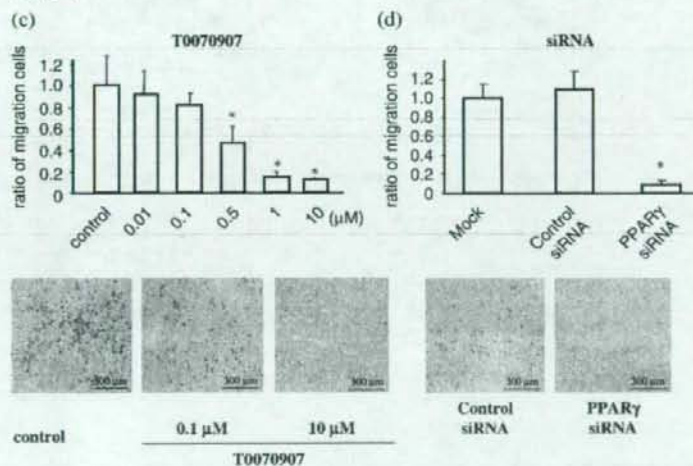 (c)
T0070907
ratio of migration cells
1.2
1.0
0.8
0.6
0.4
0.2
0
*
*
*
control
0.01
0.1
0.5
1
10 (μM)
300 μm
300 μm
300 μm
control
0.1 μM
10 μM
T0070907
(d)
siRNA
ratio of migration cells
1.2
1.0
0.8
0.6
0.4
0.2
0
*
Mock
Control
siRNA
PPARγ
siRNA
300 μm
300 μm
Control
siRNA
PPARγ
siRNA